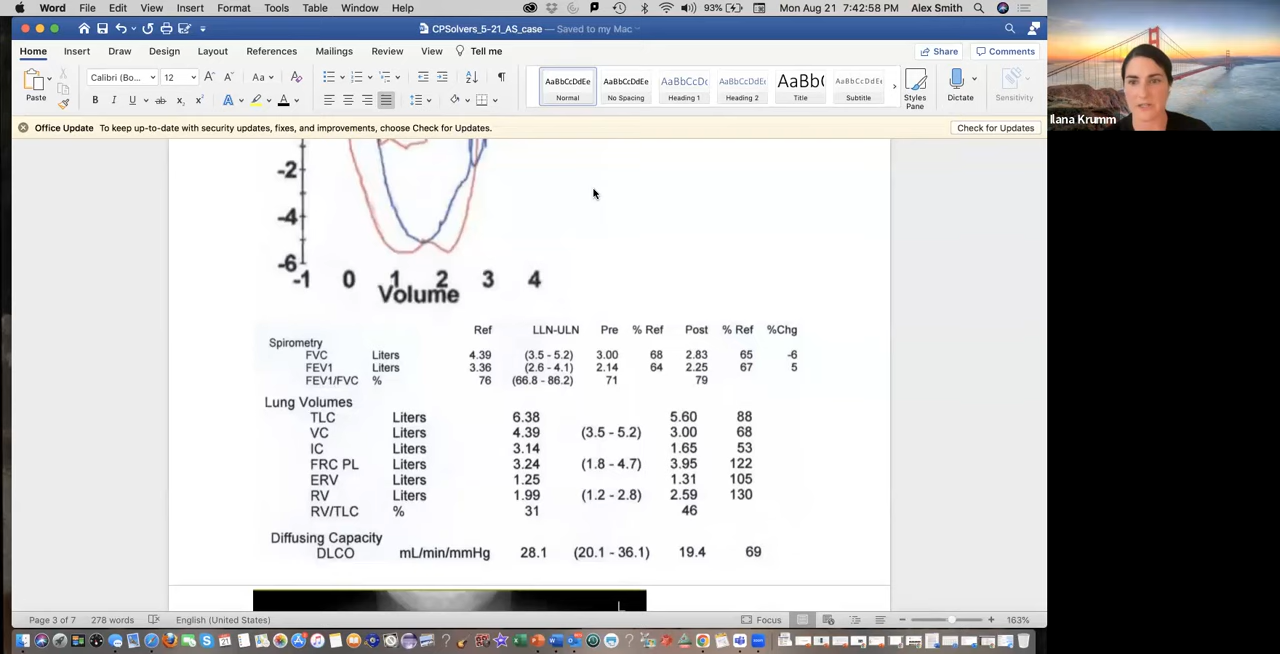 Word File Edit View Insert Format Tools Table Window Help 93% Mon Aug 21 7:42:58 PM Alex Smith
CPSolvers_5-21_AS_case — Saved to my Mac
Home Insert Draw Design Layout References Mailings Review View Tell me Share Comments
Paste Calibri (Bo... 12 A A Aa A AaBbCcDdEe AaBbCcDdEe AaBbCcDc AaBbCcDdEe AaBb( AaBbCcDdEe Styles Pane Dictate Sensitivity
B I U ab x₂ x² A A Normal No Spacing Heading 1 Heading 2 Title Subtitle
Office Update To keep up-to-date with security updates, fixes, and improvements, choose Check for Updates. Check for Updates
Ilana Krumm
-2
-4
-6
-1 0 1 2 3 4
Volume
Ref LLN-ULN Pre % Ref Post % Ref %Chg
Spirometry
FVC Liters 4.39 (3.5 - 5.2) 3.00 68 2.83 65 -6
FEV1 Liters 3.36 (2.6 - 4.1) 2.14 64 2.25 67 5
FEV1/FVC % 76 (66.8 - 86.2) 71 79
Lung Volumes
TLC Liters 6.38 5.60 88
VC Liters 4.39 (3.5 - 5.2) 3.00 68
IC Liters 3.14 1.65 53
FRC PL Liters 3.24 (1.8 - 4.7) 3.95 122
ERV Liters 1.25 1.31 105
RV Liters 1.99 (1.2 - 2.8) 2.59 130
RV/TLC % 31 46
Diffusing Capacity
DLCO mL/min/mmHg 28.1 (20.1 - 36.1) 19.4 69
L
Page 3 of 7 278 words English (United States) Focus 163%